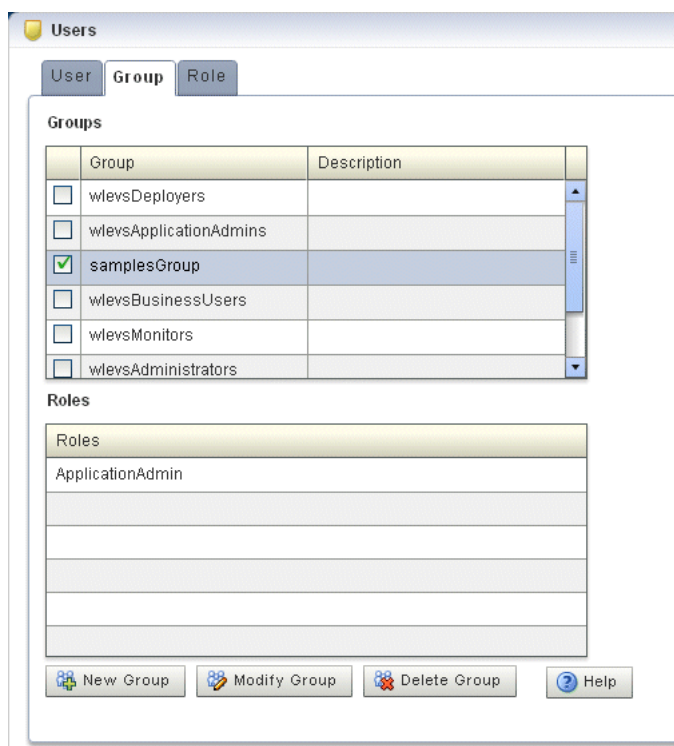 Users
User Group Role
Groups
Group Description
wlevsDeployers
wlevsApplicationAdmins
samplesGroup
wlevsBusinessUsers
wlevsMonitors
wlevsAdministrators
Roles
Roles
ApplicationAdmin
New Group Modify Group Delete Group Help